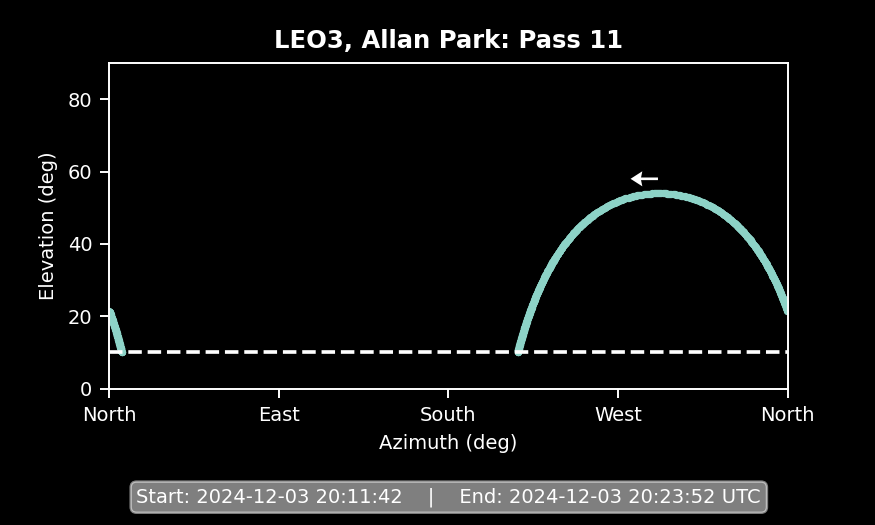 LEO3, Allan Park: Pass 11
80
60
40
20
0
Elevation (deg)
North East South West North
Azimuth (deg)
Start: 2024-12-03 20:11:42 | End: 2024-12-03 20:23:52 UTC